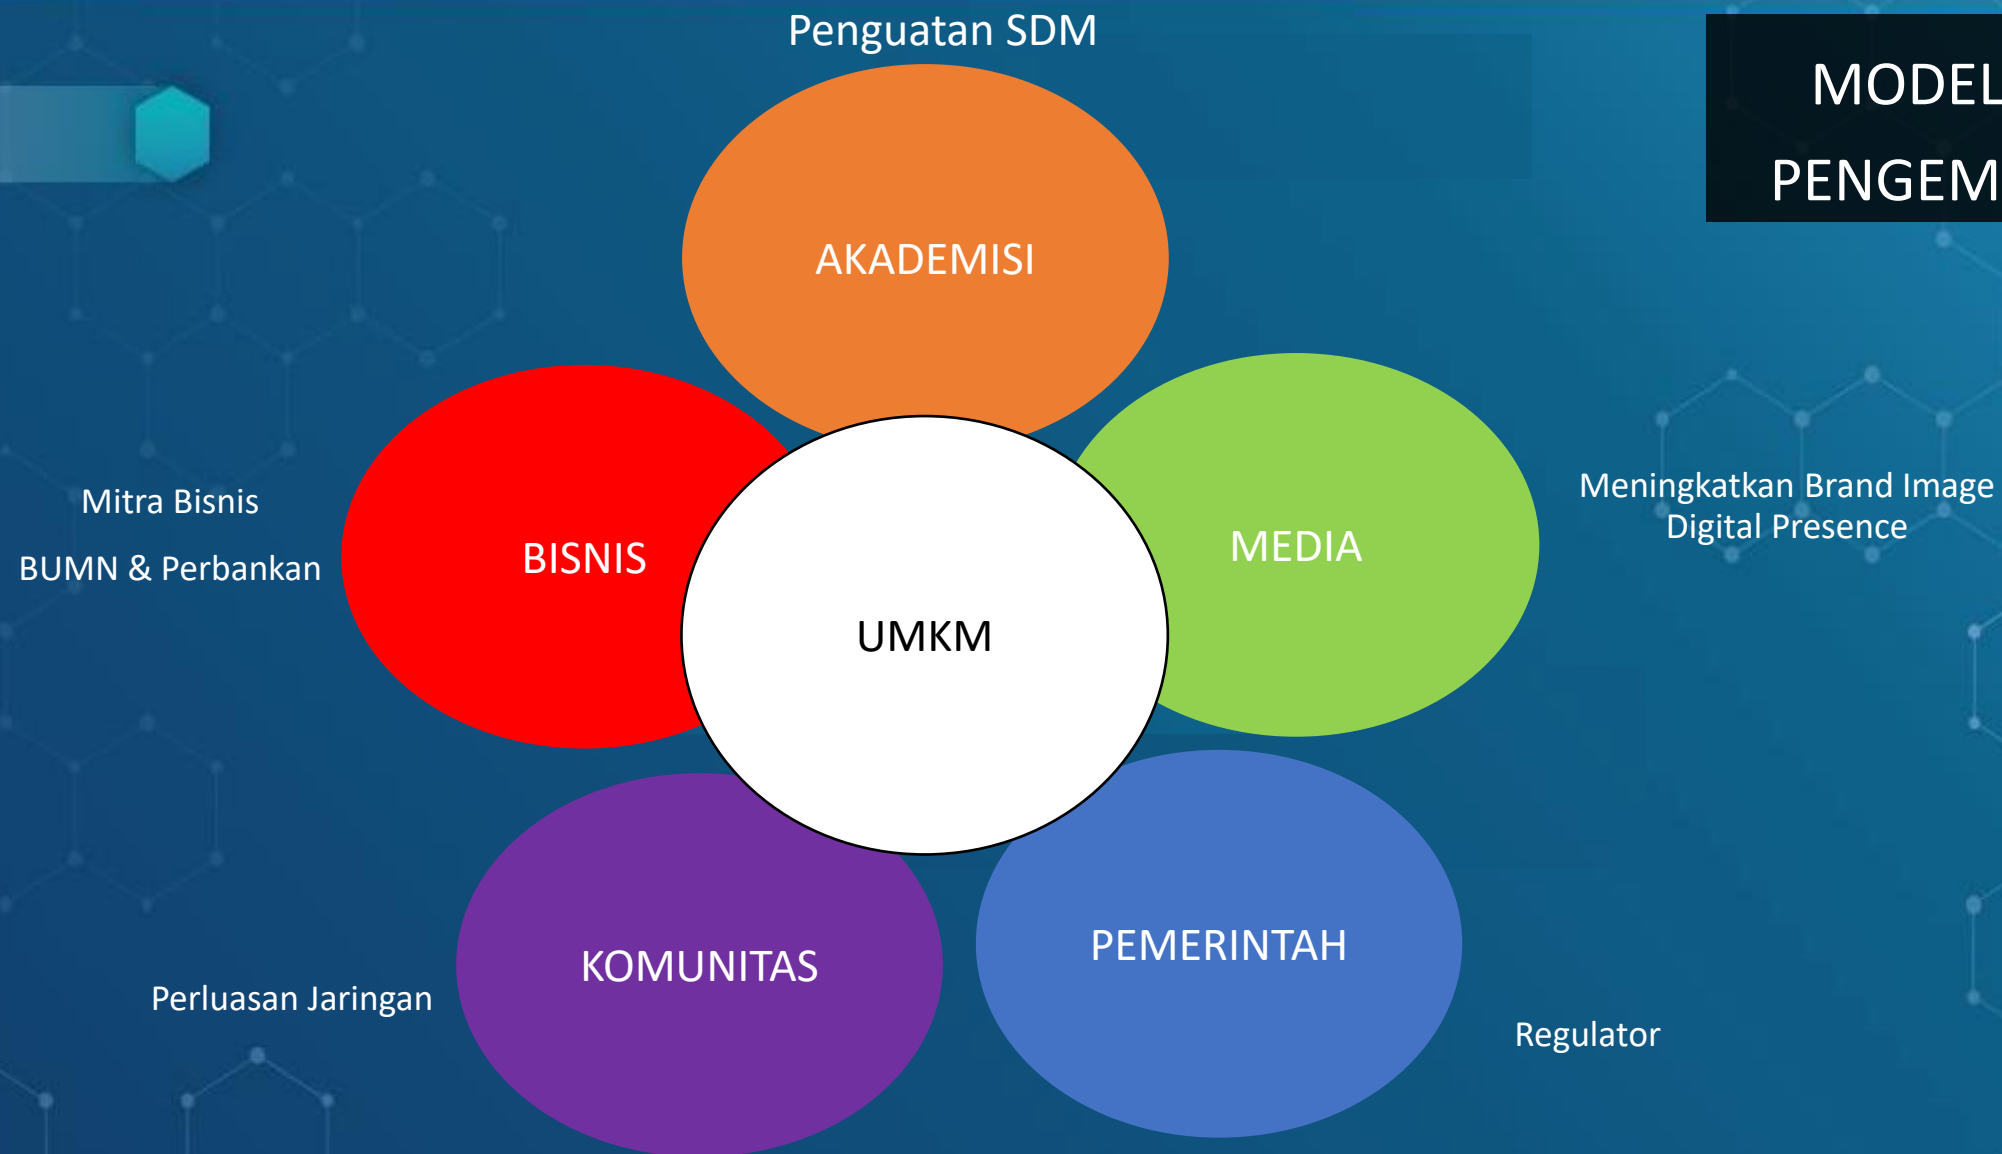 Penguatan SDM
MODEL
PENGEM
AKADEMISI
Mitra Bisnis
BUMN & Perbankan
BISNIS
MEDIA
Meningkatkan Brand Image
Digital Presence
UMKM
KOMUNITAS
PEMERINTAH
Perluasan Jaringan
Regulator